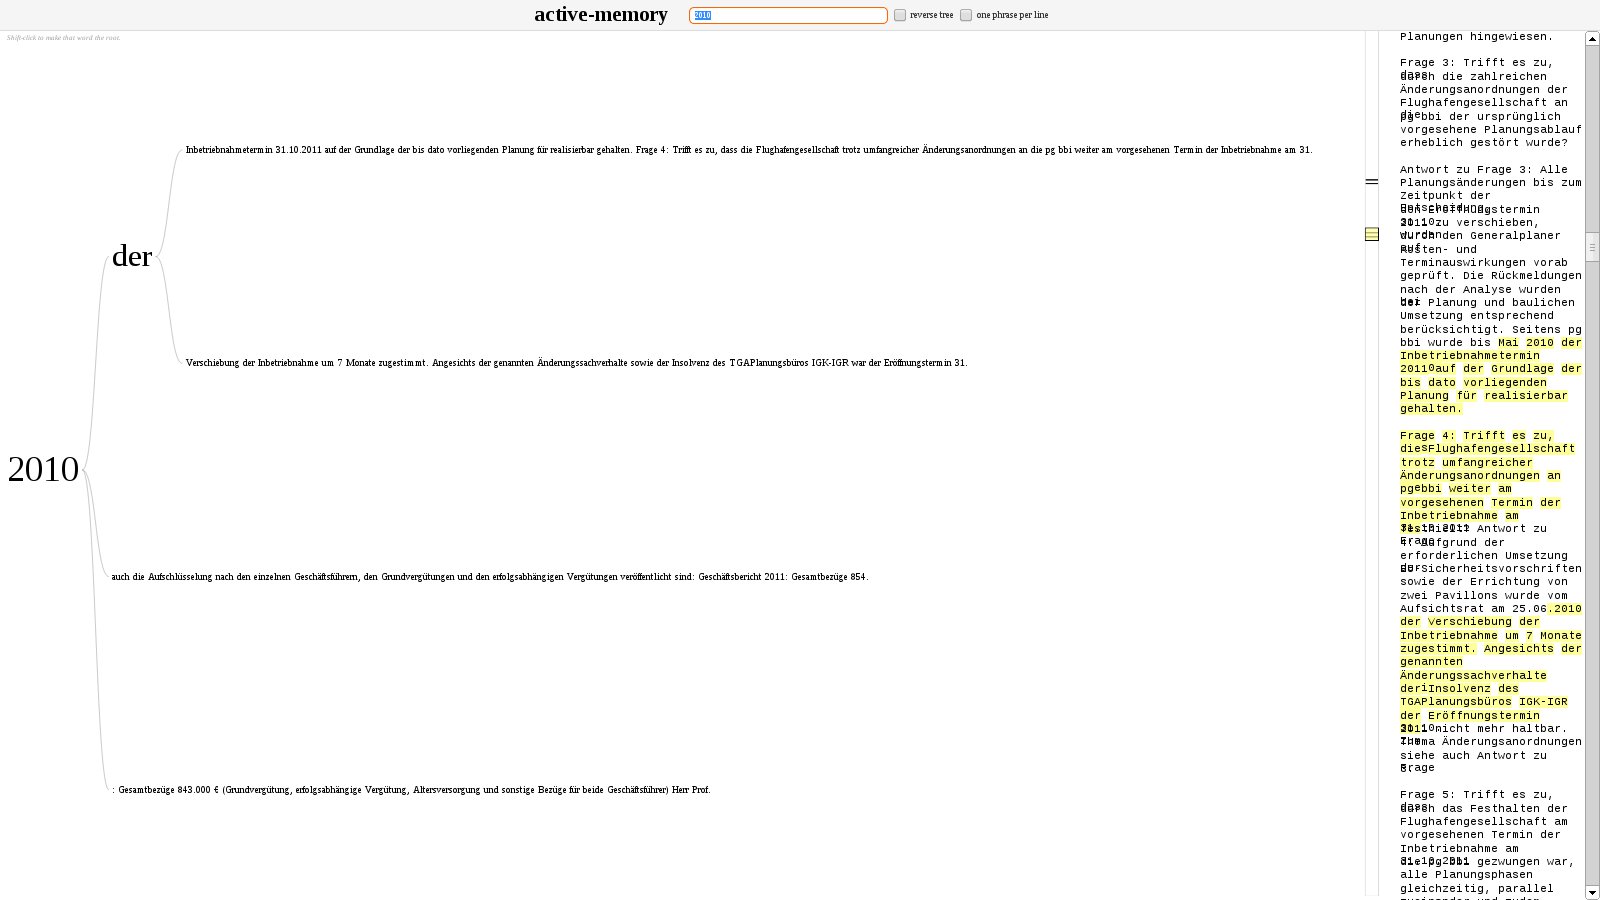 active-memory
2010
reverse tree
one phrase per line
Shift-click to make that word the root.
Inbetriebnahmetermin 31.10.2011 auf der Grundlage der bis dato vorliegenden Planung für realisierbar gehalten. Frage 4: Trifft es zu, dass die Flughafengesellschaft trotz umfangreicher Änderungsanordnungen an die pg bbi weiter am vorgesehenen Termin der Inbetriebnahme am 31.
der
Verschiebung der Inbetriebnahme um 7 Monate zugestimmt. Angesichts der genannten Änderungssachverhalte sowie der Insolvenz des TGAPlanungsbüros IGK-IGR war der Eröffnungstermin 31.
2010
auch die Aufschlüsselung nach den einzelnen Geschäftsführern, den Grundvergütungen und den erfolgsabhängigen Vergütungen veröffentlicht sind: Geschäftsbericht 2011: Gesamtbezüge 854.
: Gesamtbezüge 843.000 € (Grundvergütung, erfolgsabhängige Vergütung, Altersversorgung und sonstige Bezüge für beide Geschäftsführer) Herr Prof.
Planungen hingewiesen.
Frage 3: Trifft es zu,
dass
durch die zahlreichen
Änderungsanordnungen der
Flughafengesellschaft an
die
pg bbi der ursprünglich
vorgesehene Planungsablauf
erheblich gestört wurde?
Antwort zu Frage 3: Alle
Planungsänderungen bis zum
Zeitpunkt der
Entscheidung,
den Eröffnungstermin
31.10.
2011 zu verschieben,
wurden
durch den Generalplaner
auf
Kosten- und
Terminauswirkungen vorab
geprüft. Die Rückmeldungen
nach der Analyse wurden
bei
der Planung und baulichen
Umsetzung entsprechend
berücksichtigt. Seitens pg
bbi wurde bis Mai 2010 der
Inbetriebnahmetermin
2011 auf der Grundlage der
bis dato vorliegenden
Planung für realisierbar
gehalten.
Frage 4: Trifft es zu,
die Flughafengesellschaft
trotz umfangreicher
Änderungsanordnungen an
pg bbi weiter am
vorgesehenen Termin der
Inbetriebnahme am
31.10.2011
festhielt? Antwort zu
Frage
4: Aufgrund der
erforderlichen Umsetzung
der
EU-Sicherheitsvorschriften
sowie der Errichtung von
zwei Pavillons wurde vom
Aufsichtsrat am 25.06.2010
der Verschiebung der
Inbetriebnahme um 7 Monate
zugestimmt. Angesichts der
genannten
Änderungssachverhalte
der Insolvenz des
TGAPlanungsbüros IGK-IGR
der Eröffnungstermin
31.10.
2011 nicht mehr haltbar.
Zum
Thema Änderungsanordnungen
siehe auch Antwort zu
Frage
3.
Frage 5: Trifft es zu,
dass
durch das Festhalten der
Flughafengesellschaft am
vorgesehenen Termin der
Inbetriebnahme am
31.10.2011
die pg bbi gezwungen war,
alle Planungsphasen
gleichzeitig, parallel